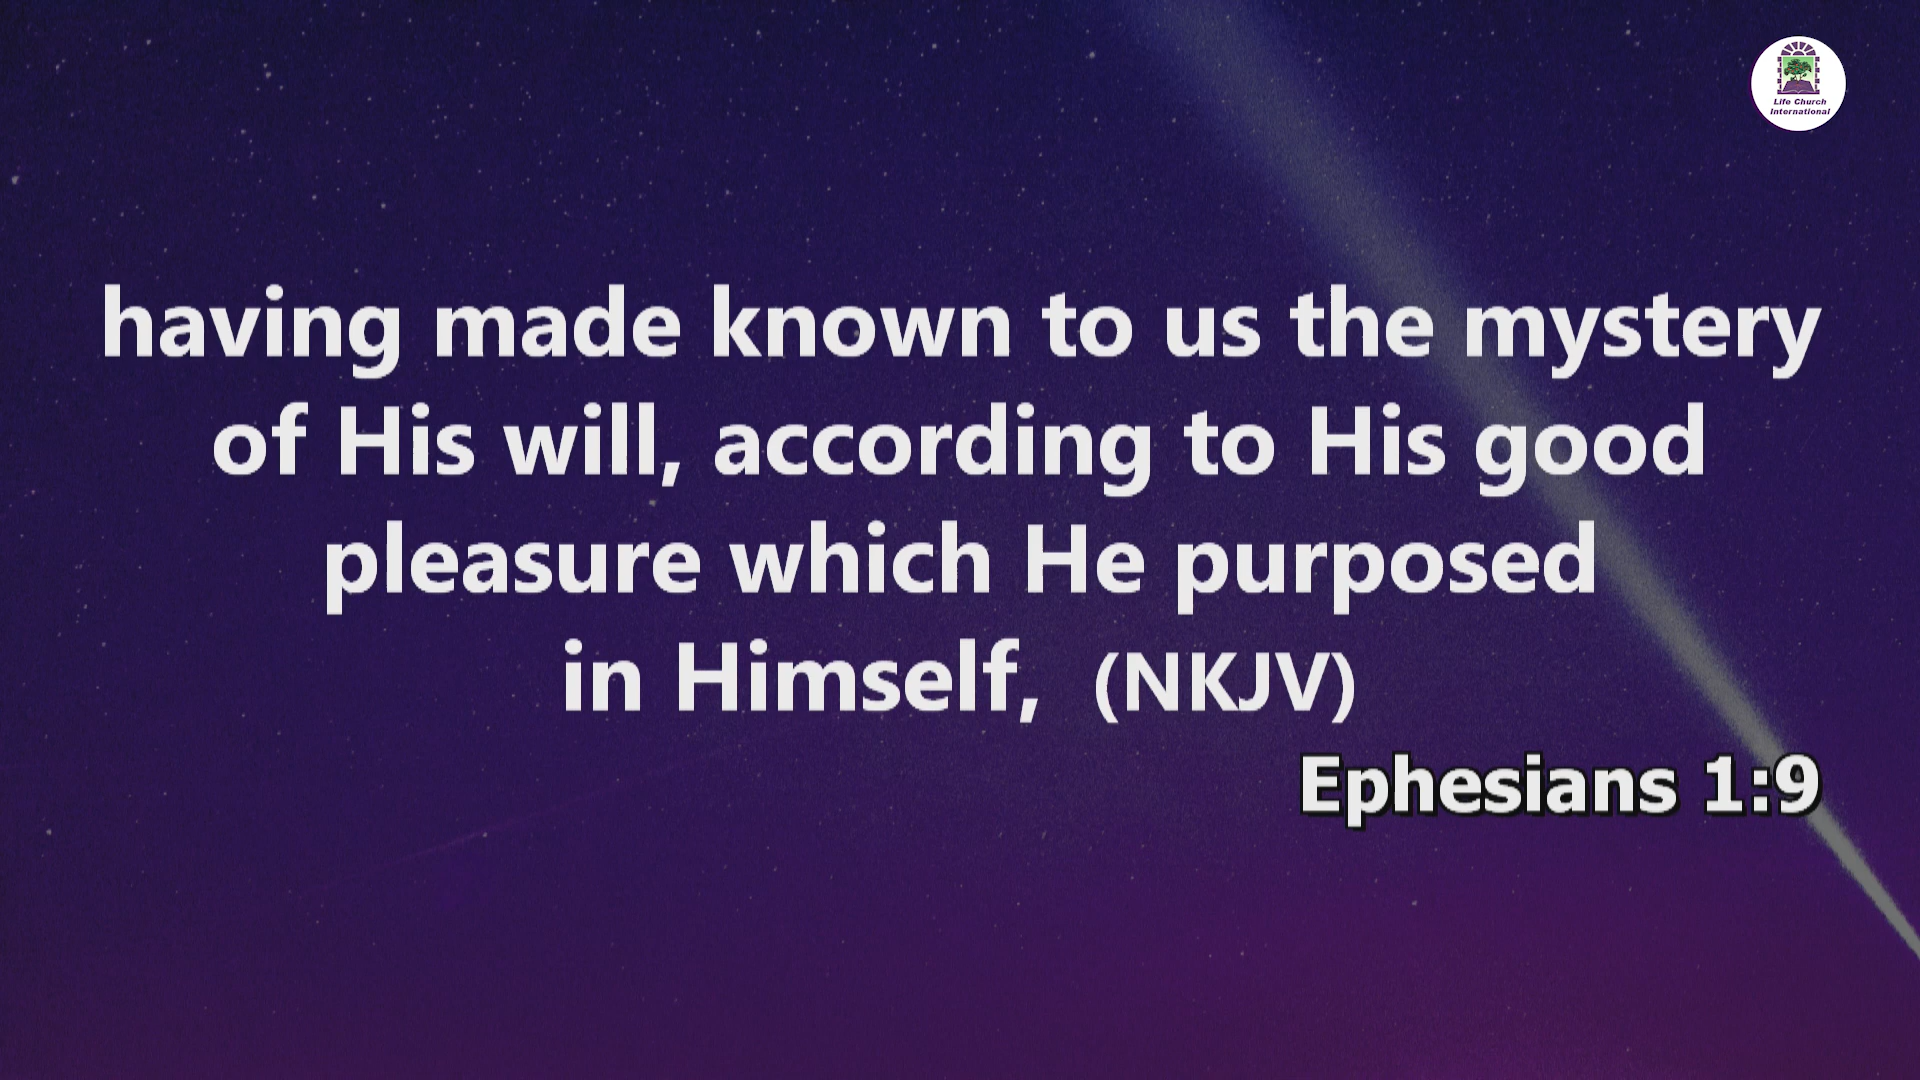 Life Church
International
having made known to us the mystery
of His will, according to His good
pleasure which He purposed
in Himself, (NKJV)
Ephesians 1:9